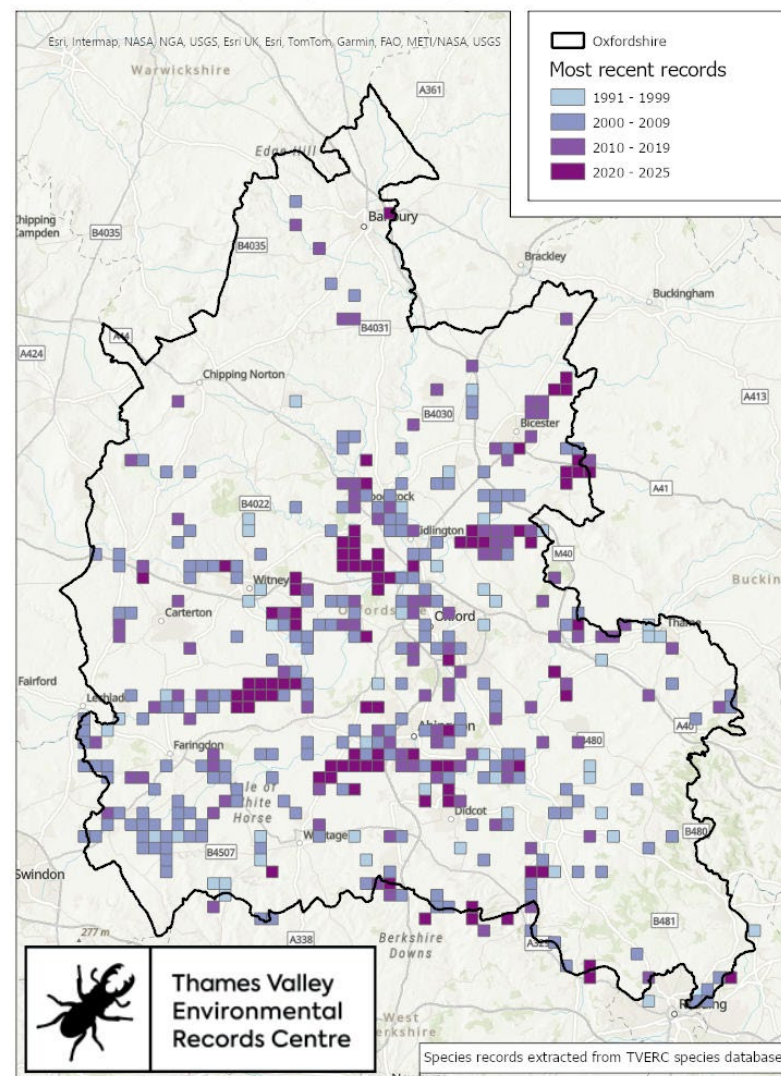 Esri, Intermap, NASA, NGA, USGS, Esri UK, Esri, TomTom, Garmin, FAO, METI/NASA, USGS
Oxfordshire
Most recent records
1991 - 1999
2000 - 2009
2010 - 2019
2020 - 2025
Warwickshire
A361
Edge Hill
Chipping
Campden
B4035
Banbury
B4035
Brackley
Buckingham
B4031
A44
A424
Chipping Norton
A413
B4030
Bicester
A41
B4022
M40
Witney
Carterton
Oxford
Fairford
A40
Abingdon
Faringdon
White
Horse
Didcot
B480
B4507
Swindon
B481
277 m
A338
Berkshire
Downs
West
Thames Valley
Environmental
Records Centre
Species records extracted from TVERC species database